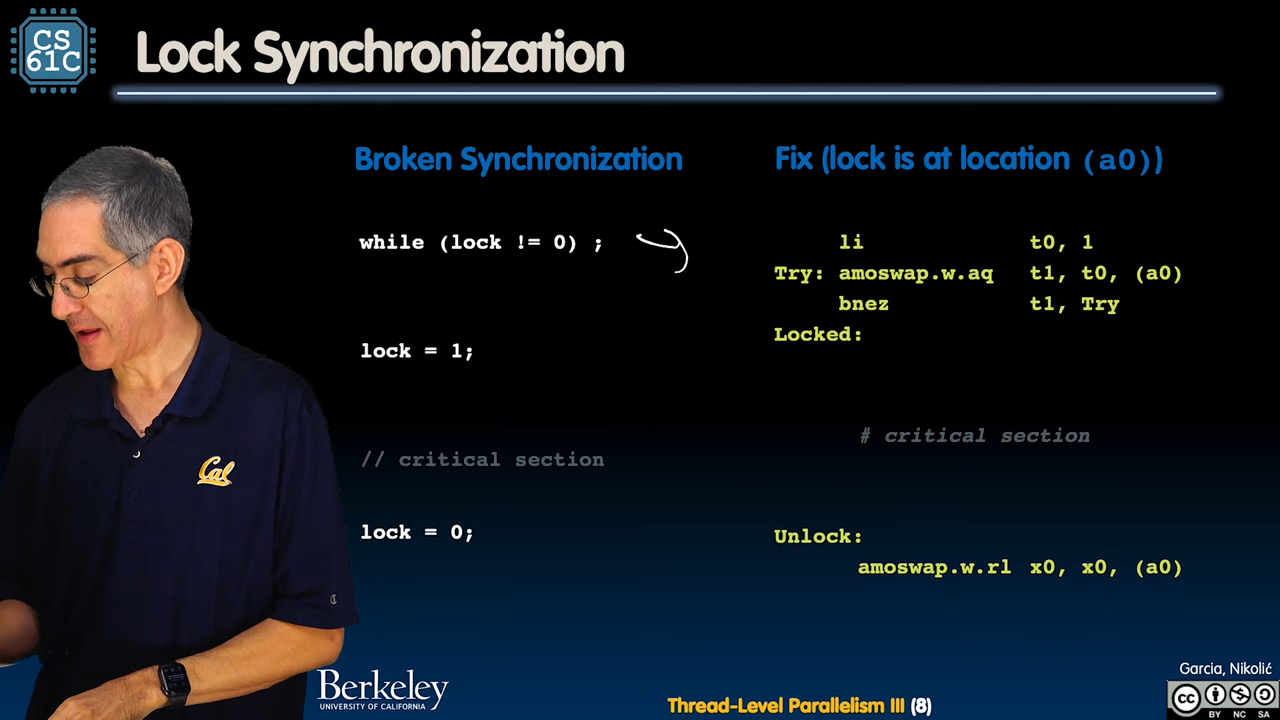 CS
61C
Lock Synchronization
Broken Synchronization
while (lock != 0) ;
lock = 1;
// critical section
lock = 0;
Fix (lock is at location (a0))
li t0, 1
Try: amoswap.w.aq t1, t0, (a0)
bnez t1, Try
Locked:
# critical section
Unlock:
amoswap.w.rl x0, x0, (a0)
Cal
Berkeley
UNIVERSITY OF CALIFORNIA
Thread-Level Parallelism III (8)
Garcia, Nikolić
cc
BY NC SA